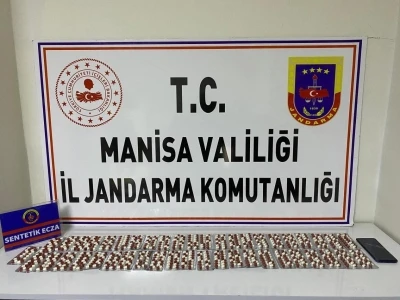 T.C.
MANİSA VALİLİĞİ
İL JANDARMA KOMUTANLIĞI
JANDARMA
SENTETİK ECZA